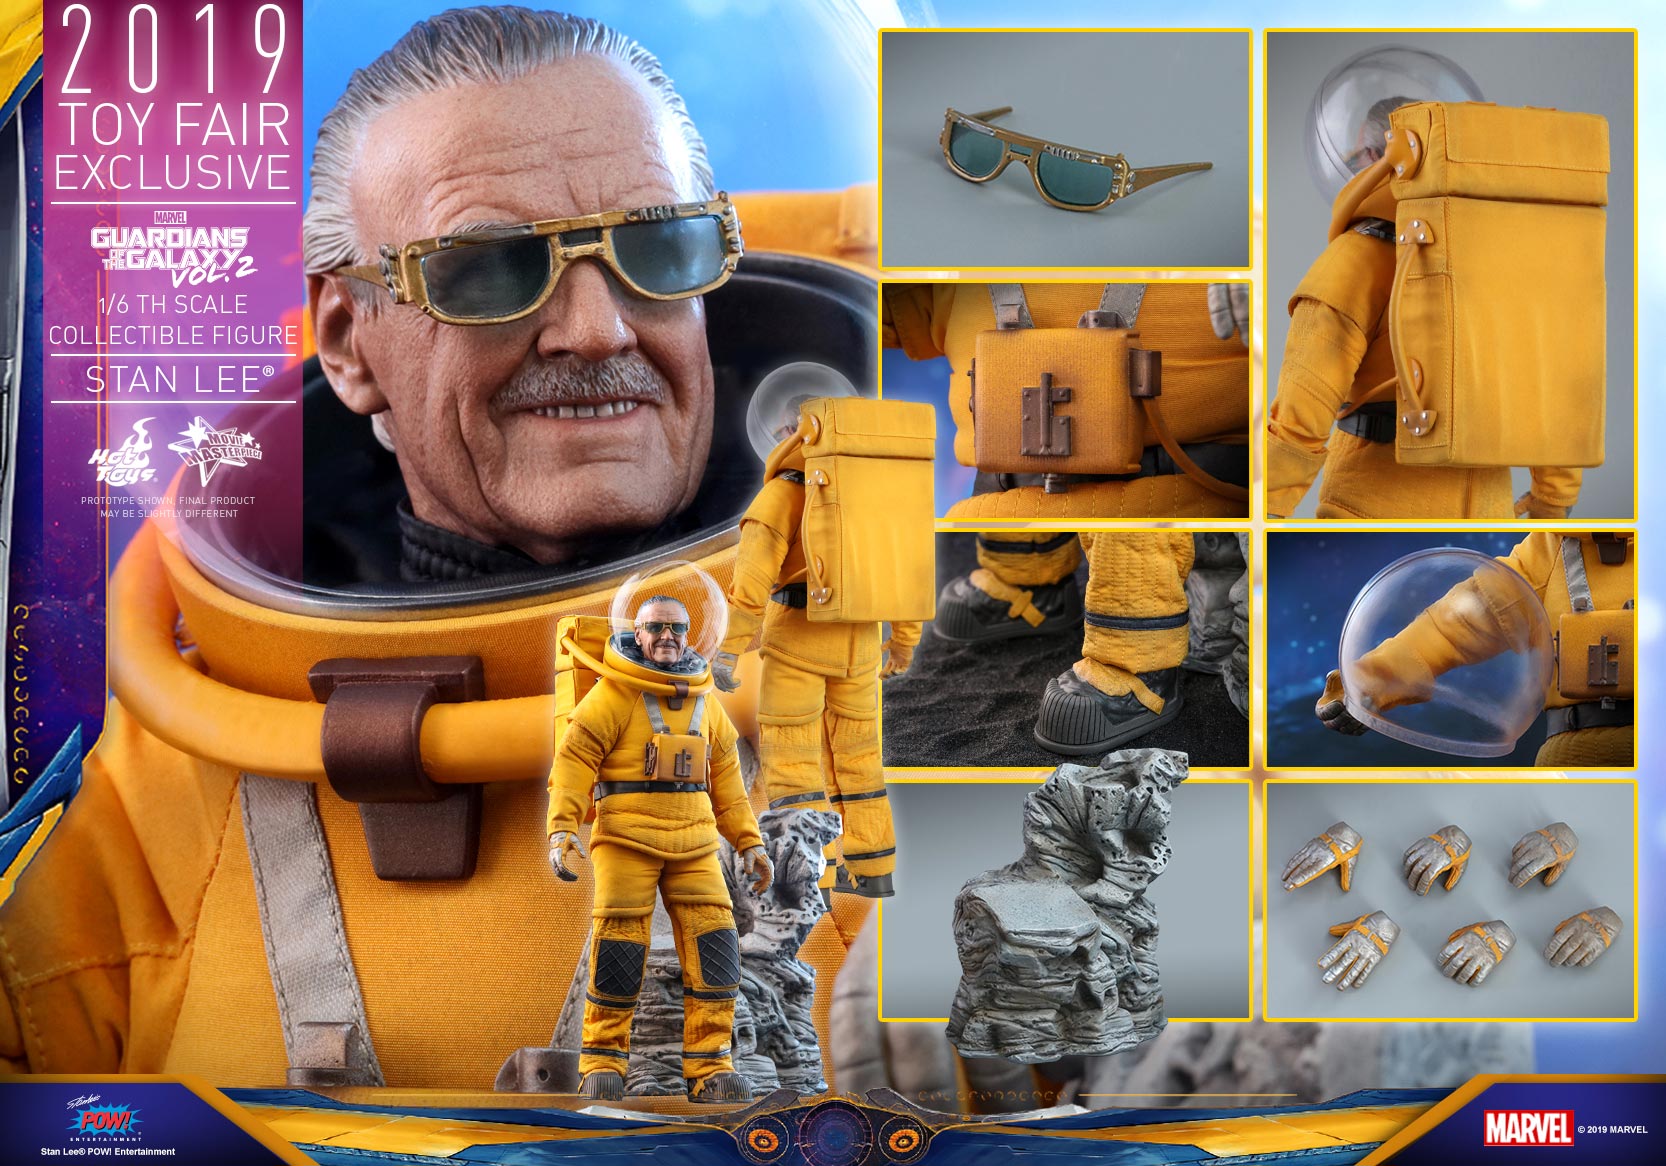 2019
TOY FAIR
EXCLUSIVE
MARVEL
GUARDIANS
OF THE GALAXY
VOL. 2
1/6 TH SCALE
COLLECTIBLE FIGURE
STAN LEE®
Hot Toys®
MOVIE MASTERPIECE
PROTOTYPE SHOWN, FINAL PRODUCT
MAY BE SLIGHTLY DIFFERENT
Stan Lee's
POW!
ENTERTAINMENT
Stan Lee® POW! Entertainment
MARVEL © 2019 MARVEL